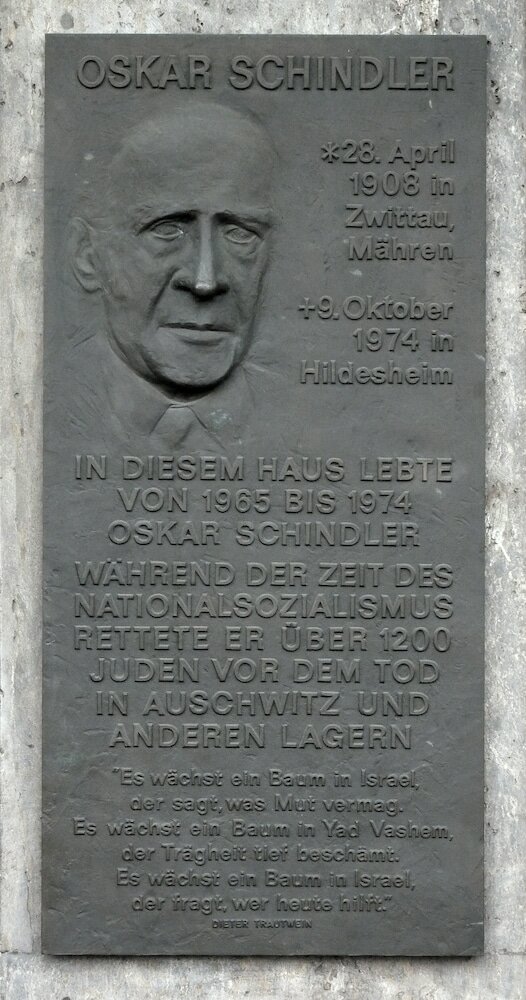 OSKAR SCHINDLER
*28. April
1908 in
Zwittau,
Mähren
+9. Oktober
1974 in
Hildesheim
IN DIESEM HAUS LEBTE
VON 1965 BIS 1974
OSKAR SCHINDLER
WÄHREND DER ZEIT DES
NATIONALSOZIALISMUS
RETTETE ER ÜBER 1200
JUDEN VOR DEM TOD
IN AUSCHWITZ UND
ANDEREN LAGERN
"Es wächst ein Baum in Israel,
der sagt, was Mut vermag.
Es wächst ein Baum in Yad Vashem,
der Trägheit tief beschämt.
Es wächst ein Baum in Israel,
der fragt, wer heute hilft."
DIETER TRAUTWEIN